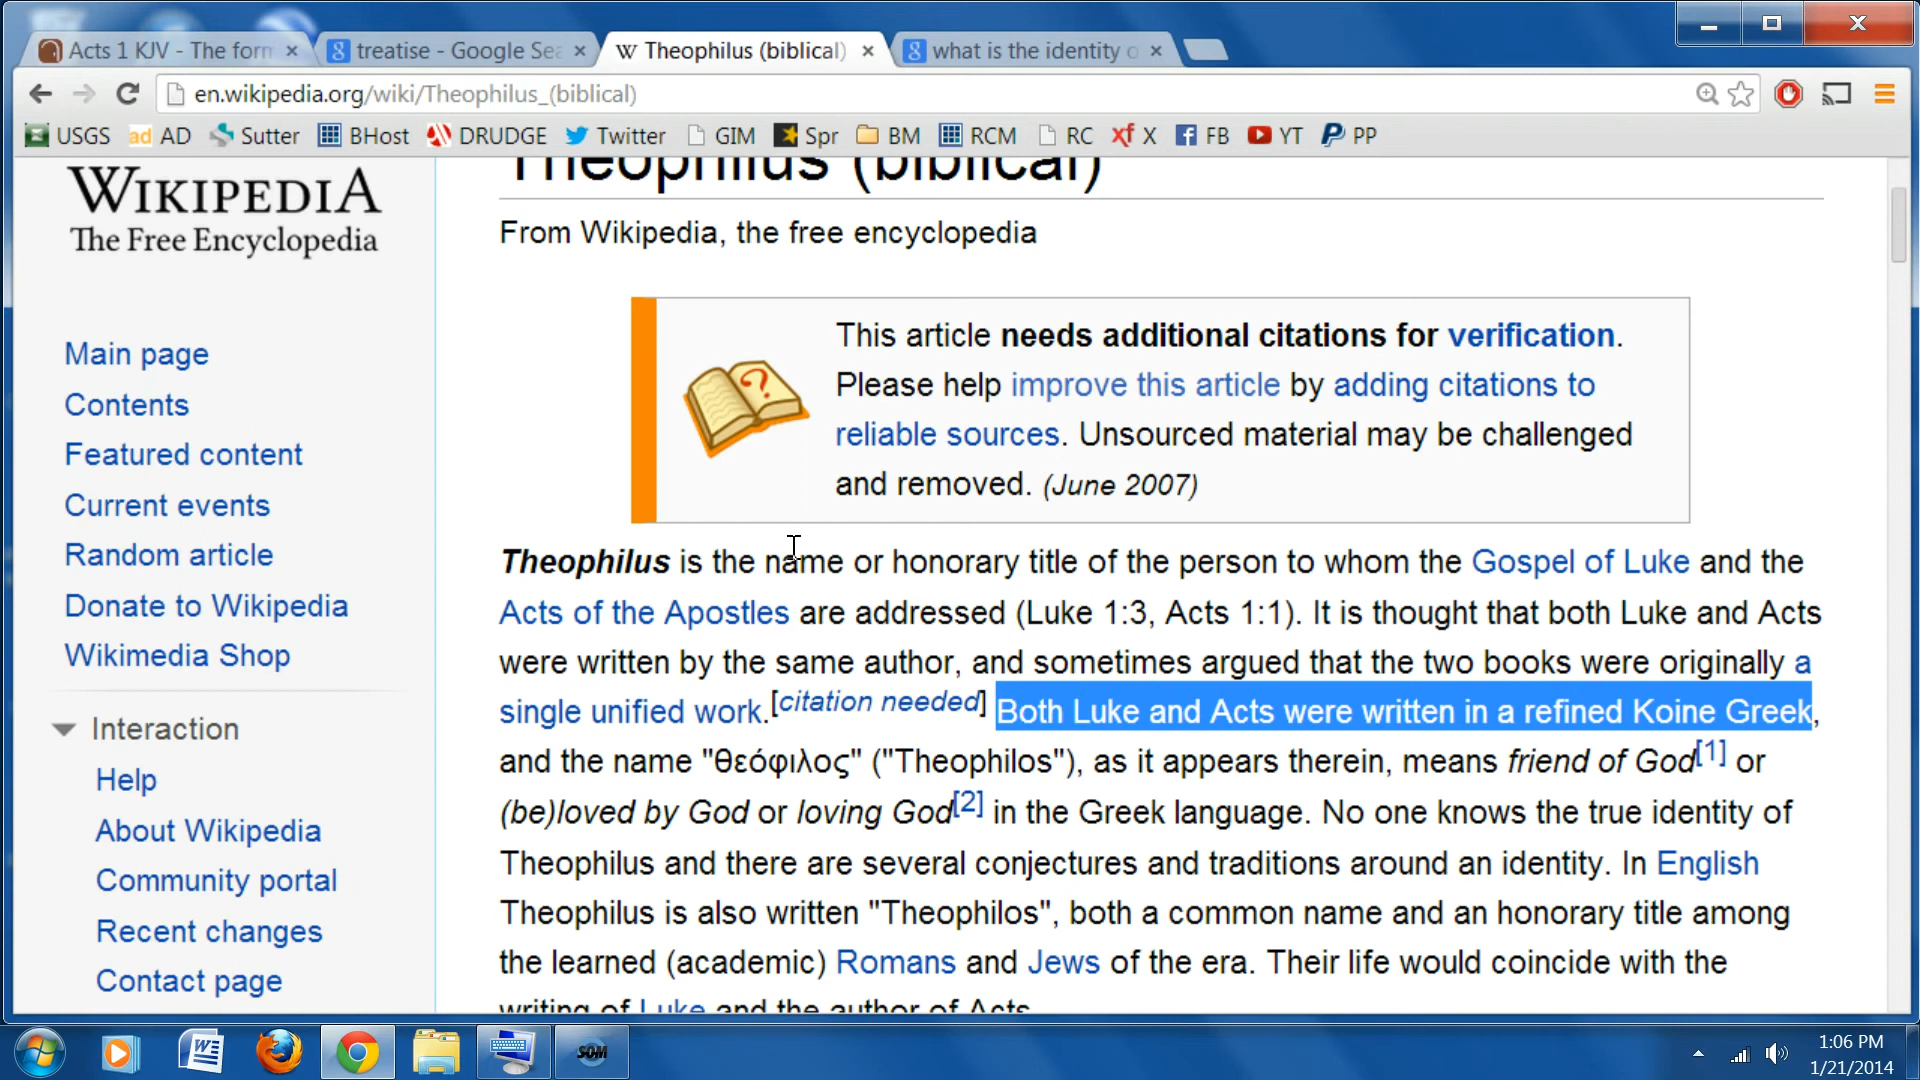 Acts 1 KJV - The form
treatise - Google Sea
Theophilus (biblical)
what is the identity o
en.wikipedia.org/wiki/Theophilus_(biblical)
USGS
ad AD
Sutter
BHost
DRUDGE
Twitter
GIM
Spr
BM
RCM
RC
xf X
FB
YT
PP
WIKIPEDIA
The Free Encyclopedia
Main page
Contents
Featured content
Current events
Random article
Donate to Wikipedia
Wikimedia Shop
Interaction
Help
About Wikipedia
Community portal
Recent changes
Contact page
Theophilus (biblical)
From Wikipedia, the free encyclopedia
This article needs additional citations for verification.
Please help improve this article by adding citations to
reliable sources. Unsourced material may be challenged
and removed. (June 2007)
Theophilus is the name or honorary title of the person to whom the Gospel of Luke and the
Acts of the Apostles are addressed (Luke 1:3, Acts 1:1). It is thought that both Luke and Acts
were written by the same author, and sometimes argued that the two books were originally a
single unified work.[citation needed] Both Luke and Acts were written in a refined Koine Greek,
and the name "θεόφιλος" ("Theophilos"), as it appears therein, means friend of God[1] or
(be)loved by God or loving God[2] in the Greek language. No one knows the true identity of
Theophilus and there are several conjectures and traditions around an identity. In English
Theophilus is also written "Theophilos", both a common name and an honorary title among
the learned (academic) Romans and Jews of the era. Their life would coincide with the
writing of Luke and the author of Acts.
SOM
1:06 PM
1/21/2014